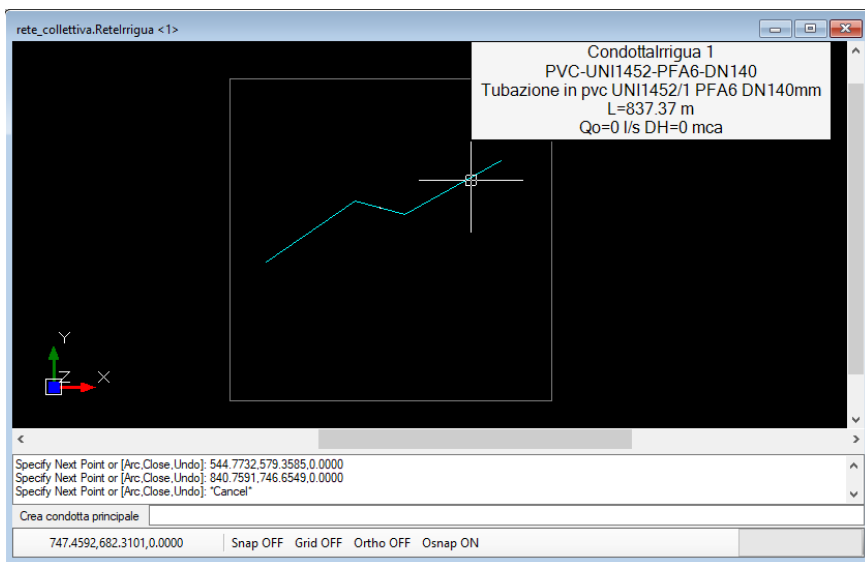 rete_collettiva.ReteIrrigua <1>
CondottaIrrigua 1
PVC-UNI1452-PFA6-DN140
Tubazione in pvc UNI1452/1 PFA6 DN140mm
L=837.37 m
Qo=0 l/s DH=0 mca
Y
Z
X
Specify Next Point or [Arc,Close,Undo]: 544.7732,579.3585,0.0000
Specify Next Point or [Arc,Close,Undo]: 840.7591,746.6549,0.0000
Specify Next Point or [Arc,Close,Undo]: *Cancel*
Crea condotta principale
747.4592,682.3101,0.0000 Snap OFF Grid OFF Ortho OFF Osnap ON